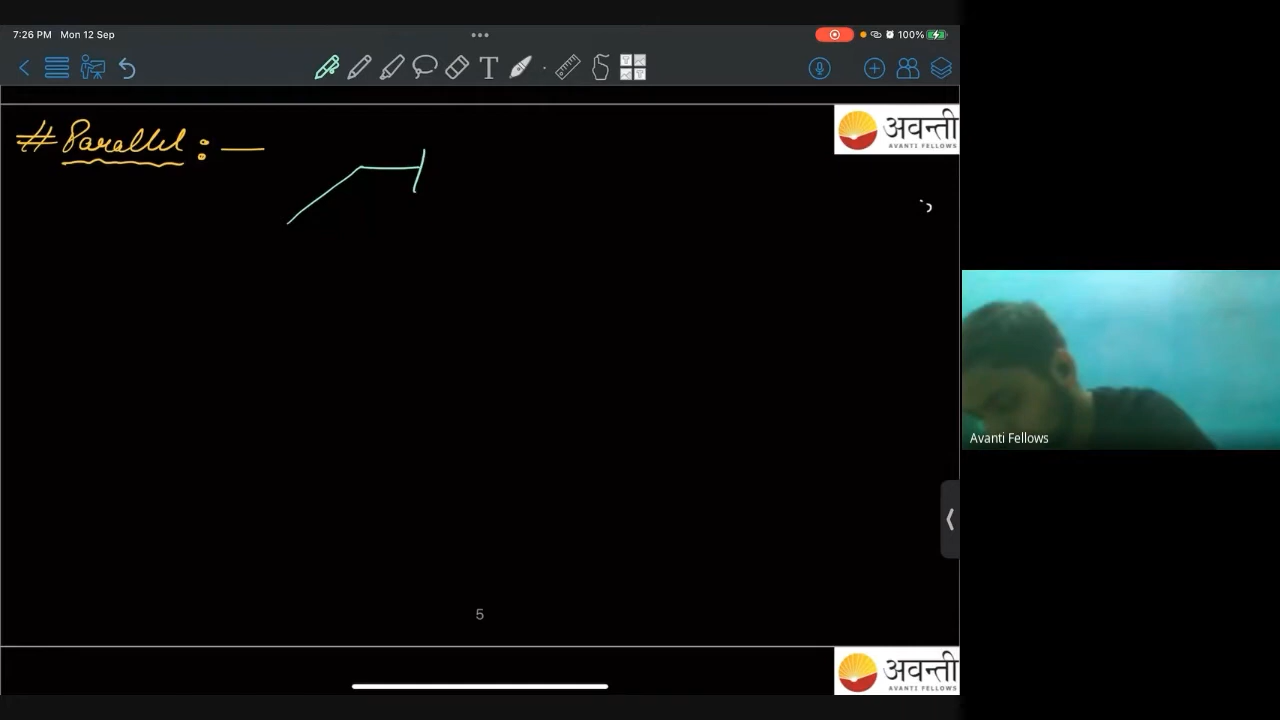 7:26 PM Mon 12 Sep
100%
T
# Parallel : —
अवन्ती
AVANTI FELLOWS
Avanti Fellows
5
अवन्ती
AVANTI FELLOWS